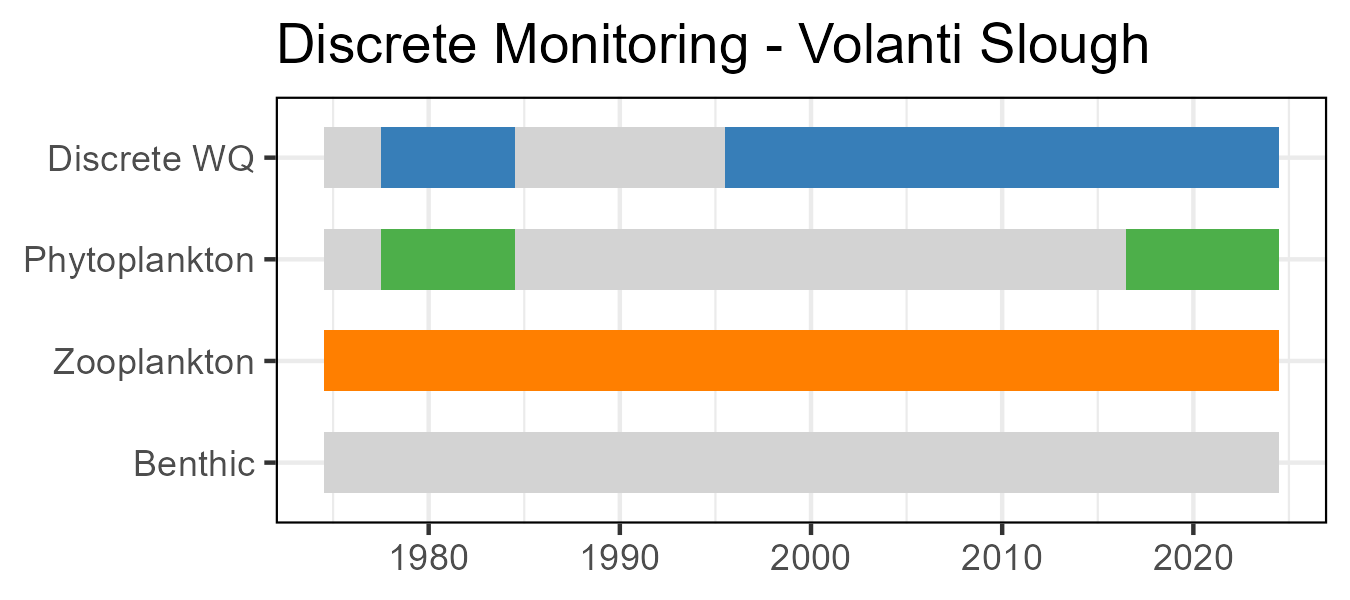 Discrete Monitoring - Volanti Slough
Discrete WQ
Phytoplankton
Zooplankton
Benthic
1980 1990 2000 2010 2020